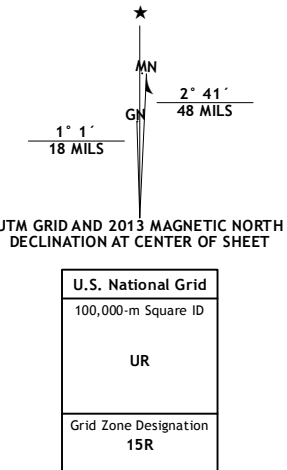 ★
MN
GN
2° 41´
48 MILS
1° 1´
18 MILS
UTM GRID AND 2013 MAGNETIC NORTH
DECLINATION AT CENTER OF SHEET
U.S. National Grid
100,000-m Square ID
UR
Grid Zone Designation
15R